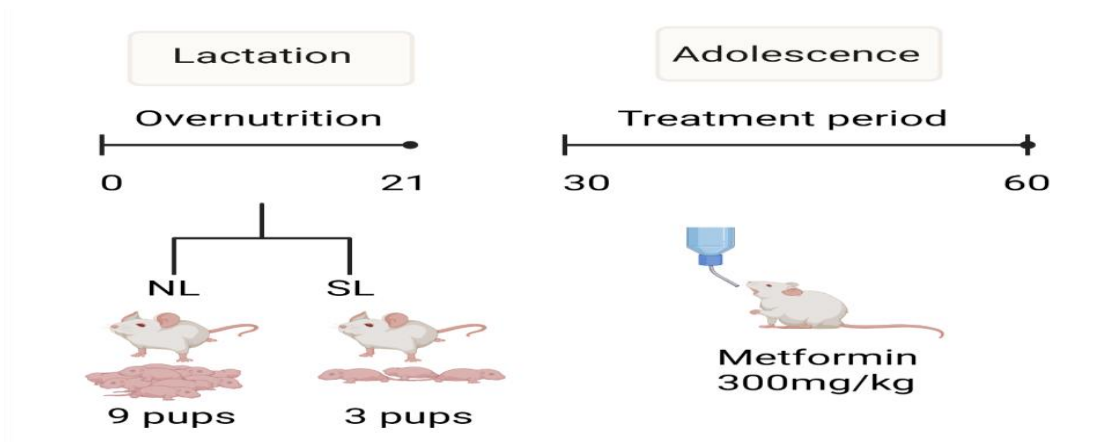 Lactation
Overnutrition
0
21
NL
SL
9 pups
3 pups
Adolescence
Treatment period
30
60
Metformin
300mg/kg